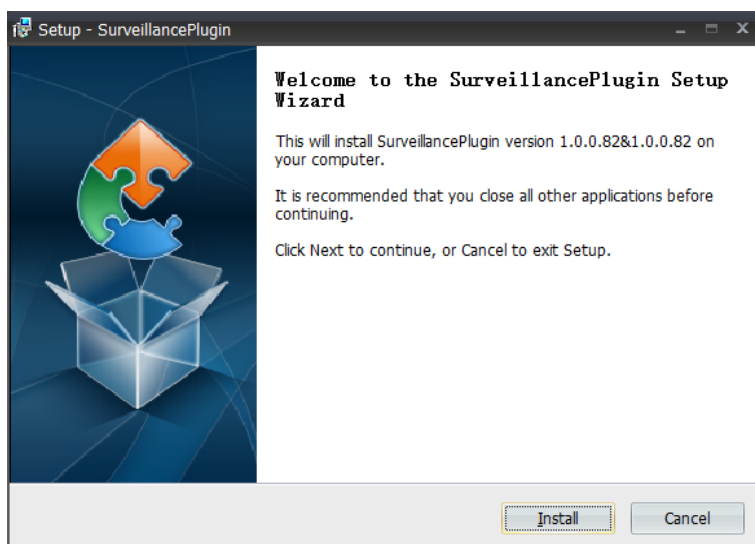 Setup - SurveillancePlugin
Welcome to the SurveillancePlugin Setup
Wizard
This will install SurveillancePlugin version 1.0.0.82&1.0.0.82 on
your computer.
It is recommended that you close all other applications before
continuing.
Click Next to continue, or Cancel to exit Setup.
Install
Cancel